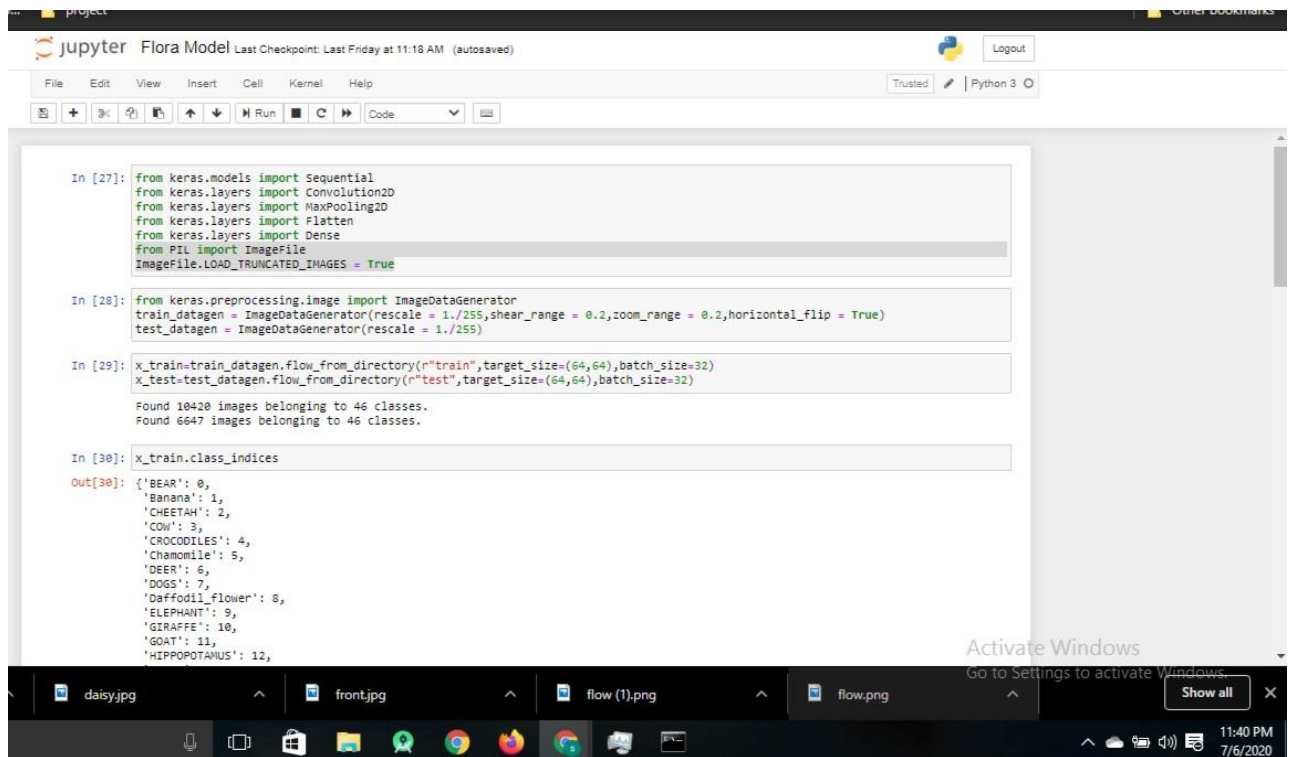 project
Other bookmarks
jupyter Flora Model Last Checkpoint: Last Friday at 11:18 AM (autosaved)
Logout
File Edit View Insert Cell Kernel Help
Trusted Python 3
Run Code
In [27]: from keras.models import Sequential
from keras.layers import Convolution2D
from keras.layers import MaxPooling2D
from keras.layers import Flatten
from keras.layers import Dense
from PIL import ImageFile
ImageFile.LOAD_TRUNCATED_IMAGES = True
In [28]: from keras.preprocessing.image import ImageDataGenerator
train_datagen = ImageDataGenerator(rescale = 1./255,shear_range = 0.2,zoom_range = 0.2,horizontal_flip = True)
test_datagen = ImageDataGenerator(rescale = 1./255)
In [29]: x_train=train_datagen.flow_from_directory(r"train",target_size=(64,64),batch_size=32)
x_test=test_datagen.flow_from_directory(r"test",target_size=(64,64),batch_size=32)
Found 10420 images belonging to 46 classes.
Found 6647 images belonging to 46 classes.
In [30]: x_train.class_indices
Out[30]: {'BEAR': 0,
'Banana': 1,
'CHEETAH': 2,
'COW': 3,
'CROCODILES': 4,
'Chamomile': 5,
'DEER': 6,
'DOGS': 7,
'Daffodil_flower': 8,
'ELEPHANT': 9,
'GIRAFFE': 10,
'GOAT': 11,
'HIPPOPOTAMUS': 12,
Activate Windows
Go to Settings to activate Windows.
daisy.jpg front.jpg flow (1).png flow.png Show all
11:40 PM
7/6/2020